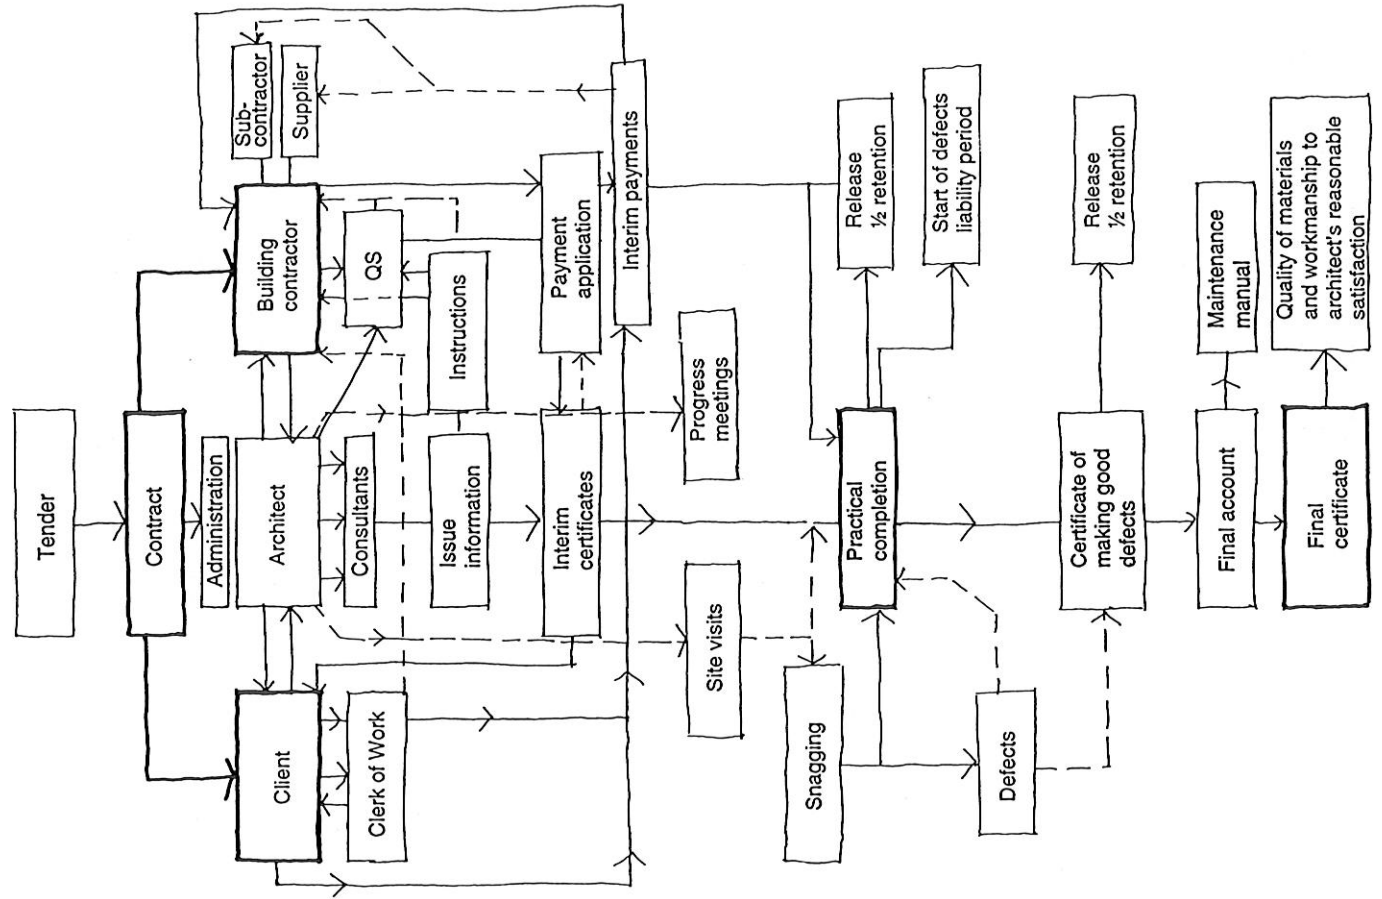 Tender
Contract
Administration
Architect
Consultants
Client
Clerk of Work
Building
contractor
Sub-
contractor
Supplier
QS
Instructions
Issue
information
Payment
application
Interim
certificates
Interim payments
Progress
meetings
Site visits
Snagging
Practical
completion
Release
½ retention
Start of defects
liability period
Defects
Certificate of
making good
defects
Release
½ retention
Final account
Maintenance
manual
Final
certificate
Quality of materials
and workmanship to
architect's reasonable
satisfaction